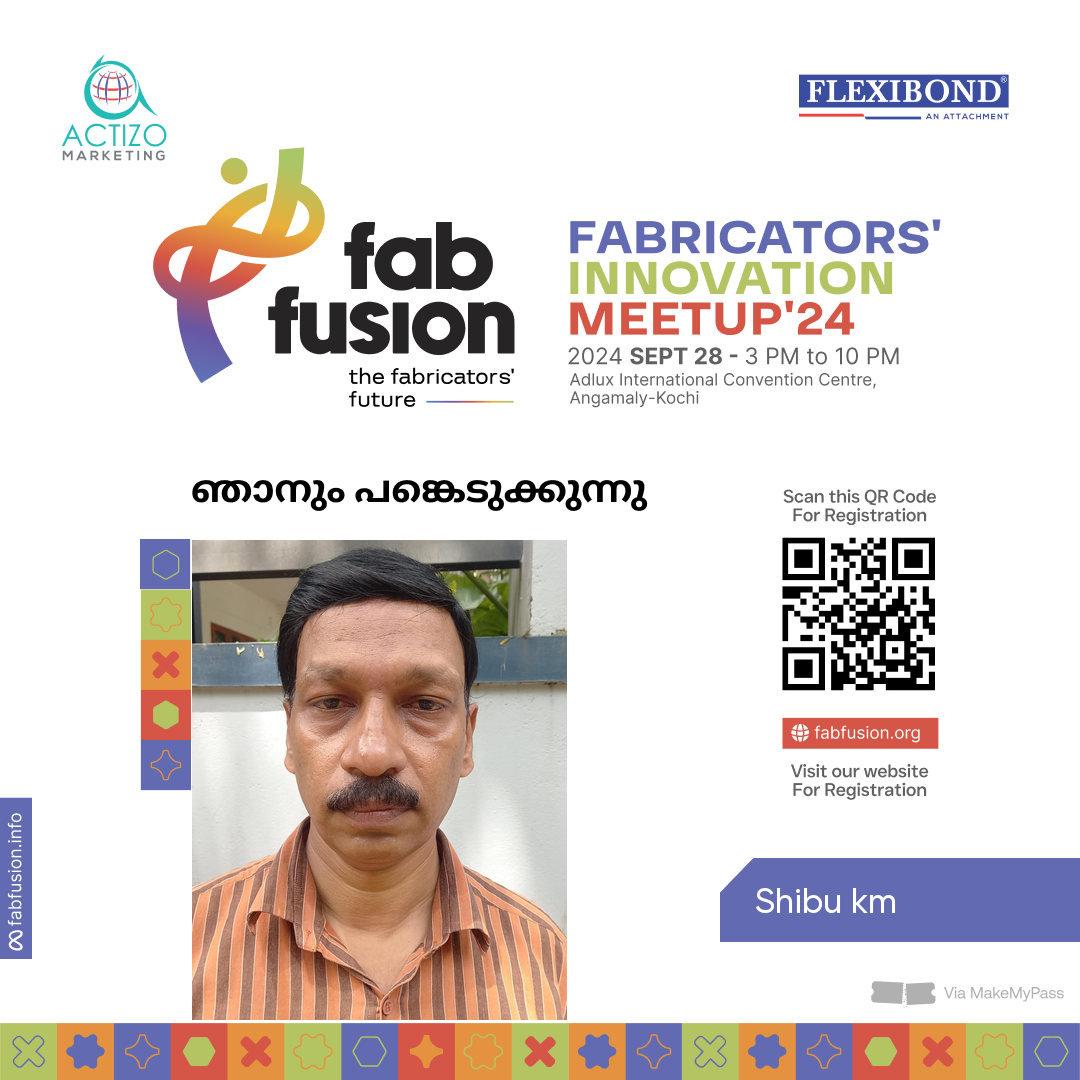 ACTIZO
MARKETING
FLEXIBOND®
AN ATTACHMENT
fab
fusion
the fabricators'
future
FABRICATORS'
INNOVATION
MEETUP'24
2024 SEPT 28 - 3 PM to 10 PM
Adlux International Convention Centre,
Angamaly-Kochi
ഞാനും പങ്കെടുക്കുന്നു
Scan this QR Code
For Registration
fabfusion.org
Visit our website
For Registration
fabfusion.info
Shibu km
Via MakeMyPass